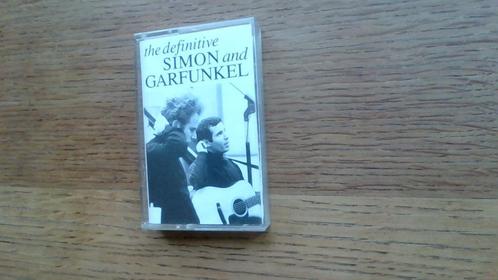 the definitive
SIMON and
GARFUNKEL